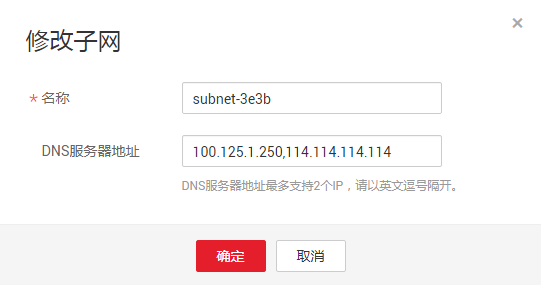 修改子网
×
* 名称
subnet-3e3b
DNS服务器地址
100.125.1.250,114.114.114.114
DNS服务器地址最多支持2个IP，请以英文逗号隔开。
确定
取消